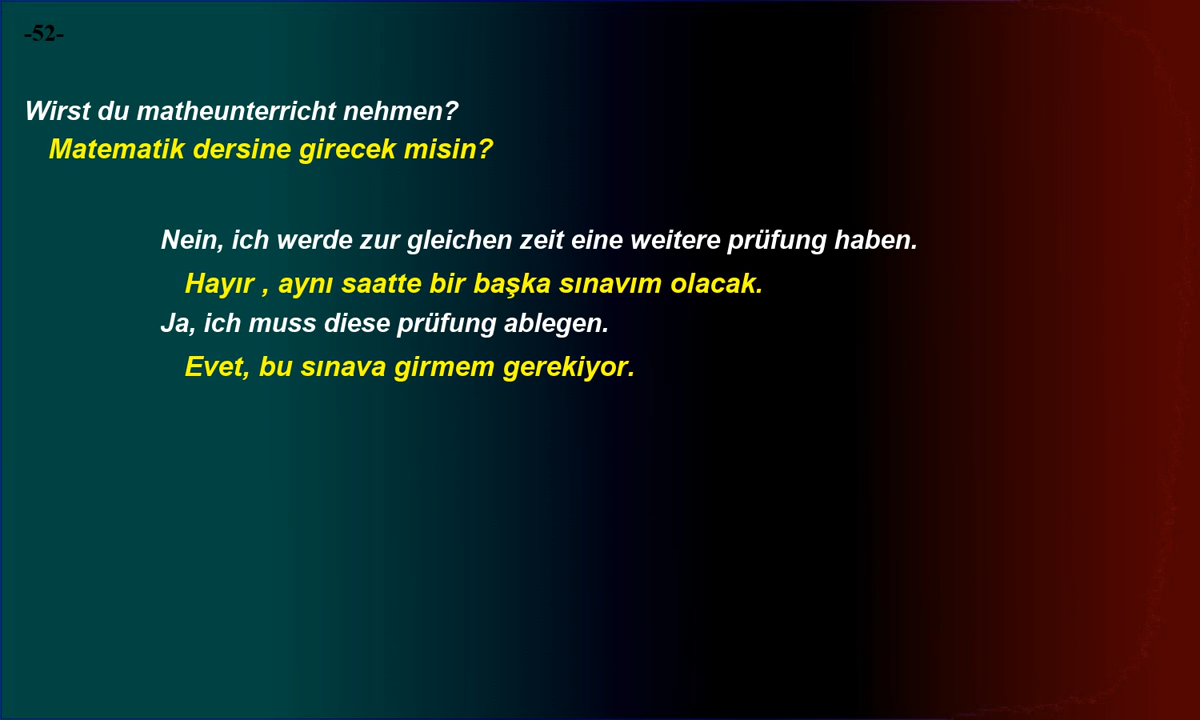 -52-
Wirst du matheunterricht nehmen?
Matematik dersine girecek misin?
Nein, ich werde zur gleichen zeit eine weitere prüfung haben.
Hayır , aynı saatte bir başka sınavım olacak.
Ja, ich muss diese prüfung ablegen.
Evet, bu sınava girmem gerekiyor.